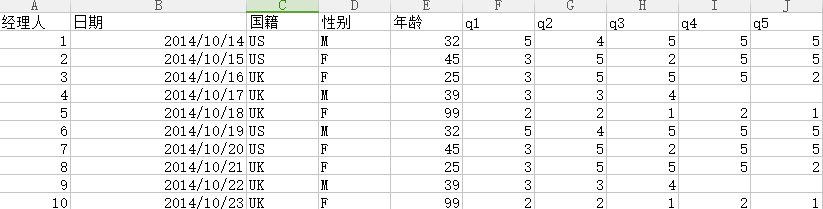 A B C D E F G H I J
经理人 日期 国籍 性别 年龄 q1 q2 q3 q4 q5
1 2014/10/14 US M 32 5 4 5 5 5
2 2014/10/15 US F 45 3 5 2 5 5
3 2014/10/16 UK F 25 3 5 5 5 2
4 2014/10/17 UK M 39 3 3 4
5 2014/10/18 UK F 99 2 2 1 2 1
6 2014/10/19 US M 32 5 4 5 5 5
7 2014/10/20 US F 45 3 5 2 5 5
8 2014/10/21 UK F 25 3 5 5 5 2
9 2014/10/22 UK M 39 3 3 4
10 2014/10/23 UK F 99 2 2 1 2 1